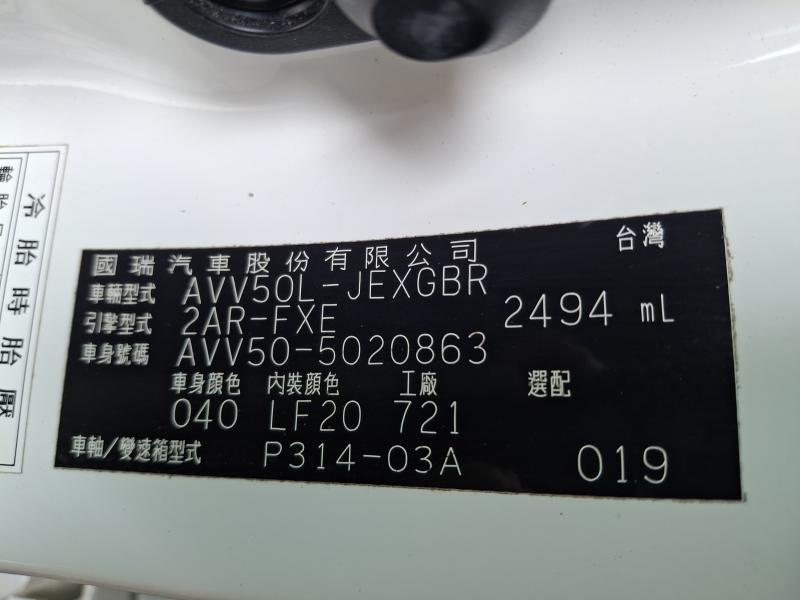 國瑞汽車股份有限公司 台灣
車輛型式 AVV50L-JEXGBR
引擎型式 2AR-FXE 2494 mL
車身號碼 AVV50-5020863
車身顏色 內裝顏色 工廠 選配
040 LF20 721
車軸/變速箱型式 P314-03A 019
冷胎時胎壓